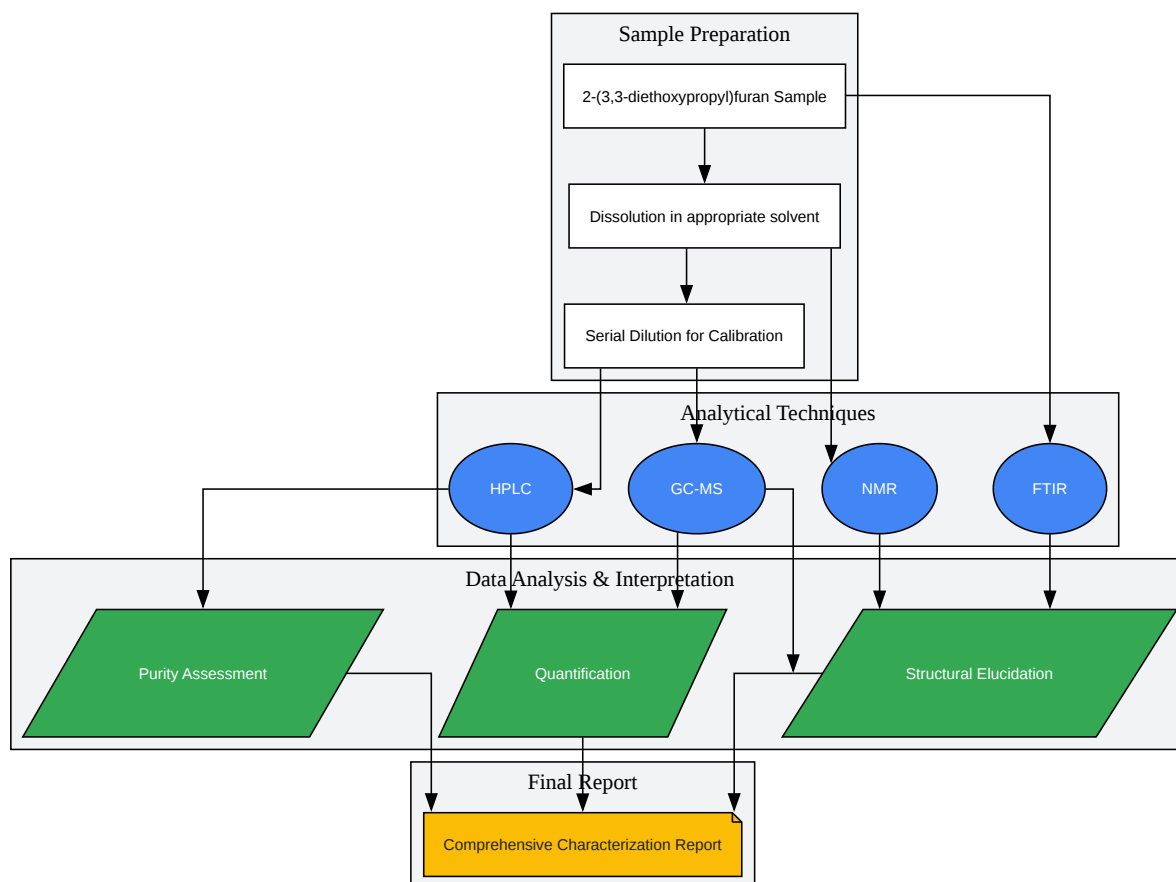 Sample Preparation
2-(3,3-diethoxypropyl)furan Sample
Dissolution in appropriate solvent
Serial Dilution for Calibration
Analytical Techniques
HPLC
GC-MS
NMR
FTIR
Data Analysis & Interpretation
Purity Assessment
Quantification
Structural Elucidation
Final Report
Comprehensive Characterization Report